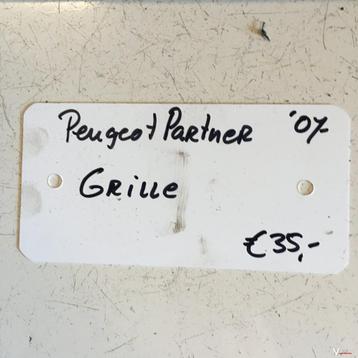 Peugeot Partner '07-
Grille
€35,-